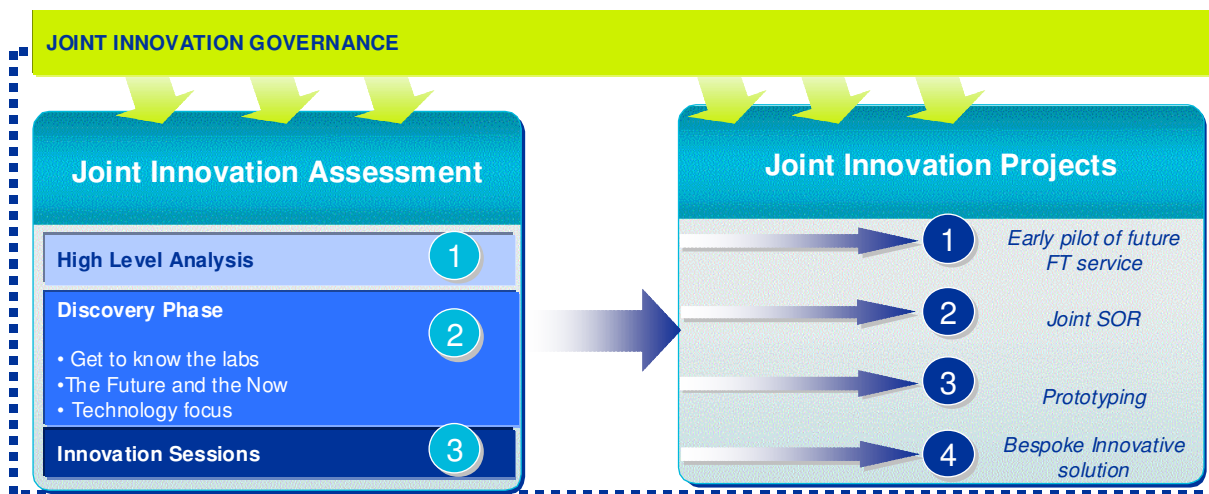 JOINT INNOVATION GOVERNANCE
Joint Innovation Assessment
High Level Analysis
1
Discovery Phase
2
• Get to know the labs
•The Future and the Now
• Technology focus
Innovation Sessions
3
Joint Innovation Projects
1
Early pilot of future
FT service
2
Joint SOR
3
Prototyping
4
Bespoke Innovative
solution